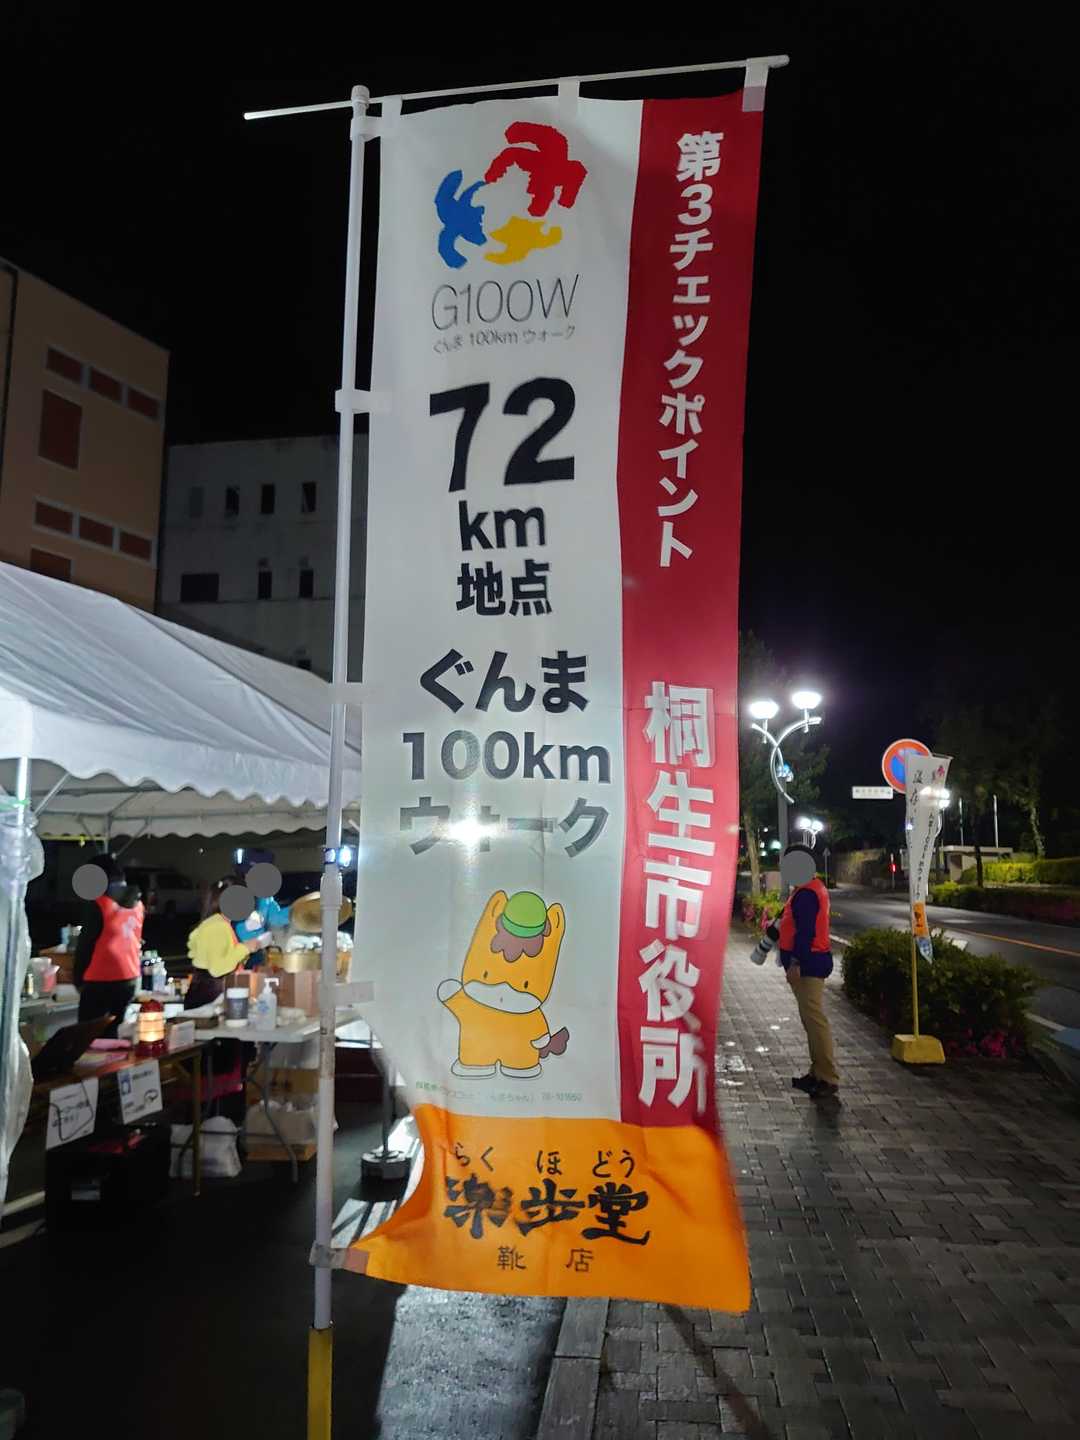 第3チェックポイント 桐生市役所
G100W
ぐんま 100km ウォーク
72
km
地点
ぐんま
100km
ウォーク
らくほどう
楽歩堂
靴店